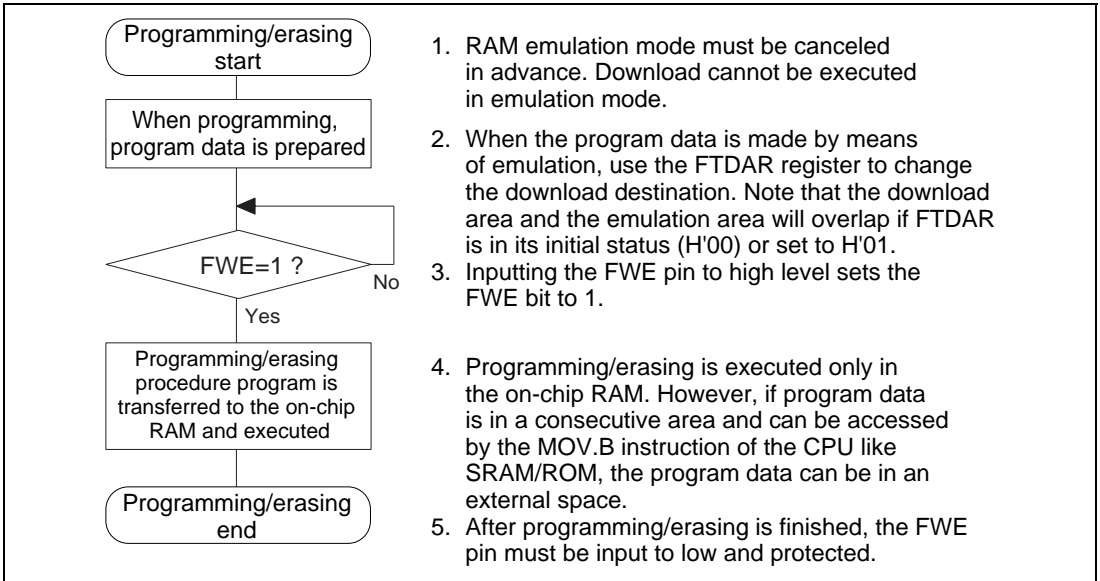 Programming/erasing
start
When programming,
program data is prepared
FWE=1 ?
No
Yes
Programming/erasing
procedure program is
transferred to the on-chip
RAM and executed
Programming/erasing
end
1. RAM emulation mode must be canceled
in advance. Download cannot be executed
in emulation mode.
2. When the program data is made by means
of emulation, use the FTDAR register to change
the download destination. Note that the download
area and the emulation area will overlap if FTDAR
is in its initial status (H'00) or set to H'01.
3. Inputting the FWE pin to high level sets the
FWE bit to 1.
4. Programming/erasing is executed only in
the on-chip RAM. However, if program data
is in a consecutive area and can be accessed
by the MOV.B instruction of the CPU like
SRAM/ROM, the program data can be in an
external space.
5. After programming/erasing is finished, the FWE
pin must be input to low and protected.